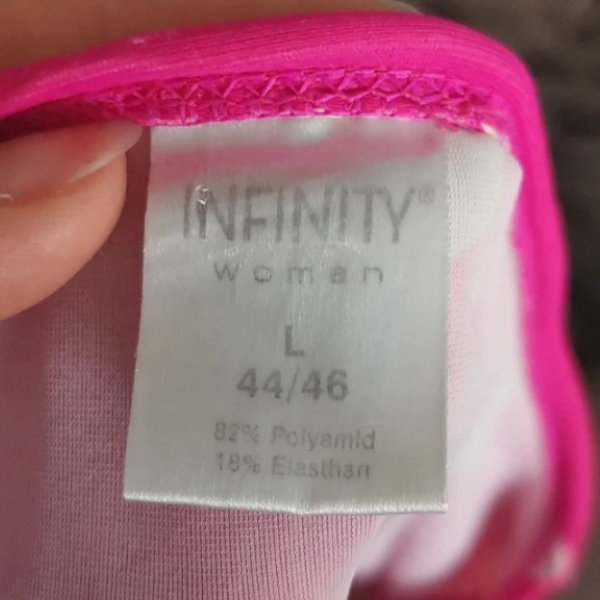 INFINITY®
woman
L
44/46
82% Polyamid
18% Elasthan